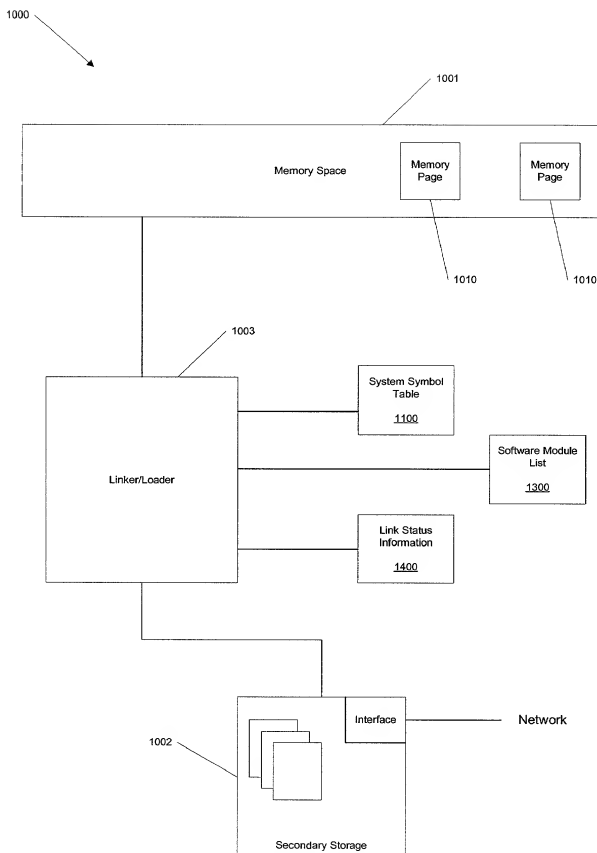 1000
1001
Memory Space
Memory
Page
Memory
Page
1010
1010
1003
System Symbol
Table
1100
Software Module
List
1300
Linker/Loader
Link Status
Information
1400
Interface
Network
1002
Secondary Storage